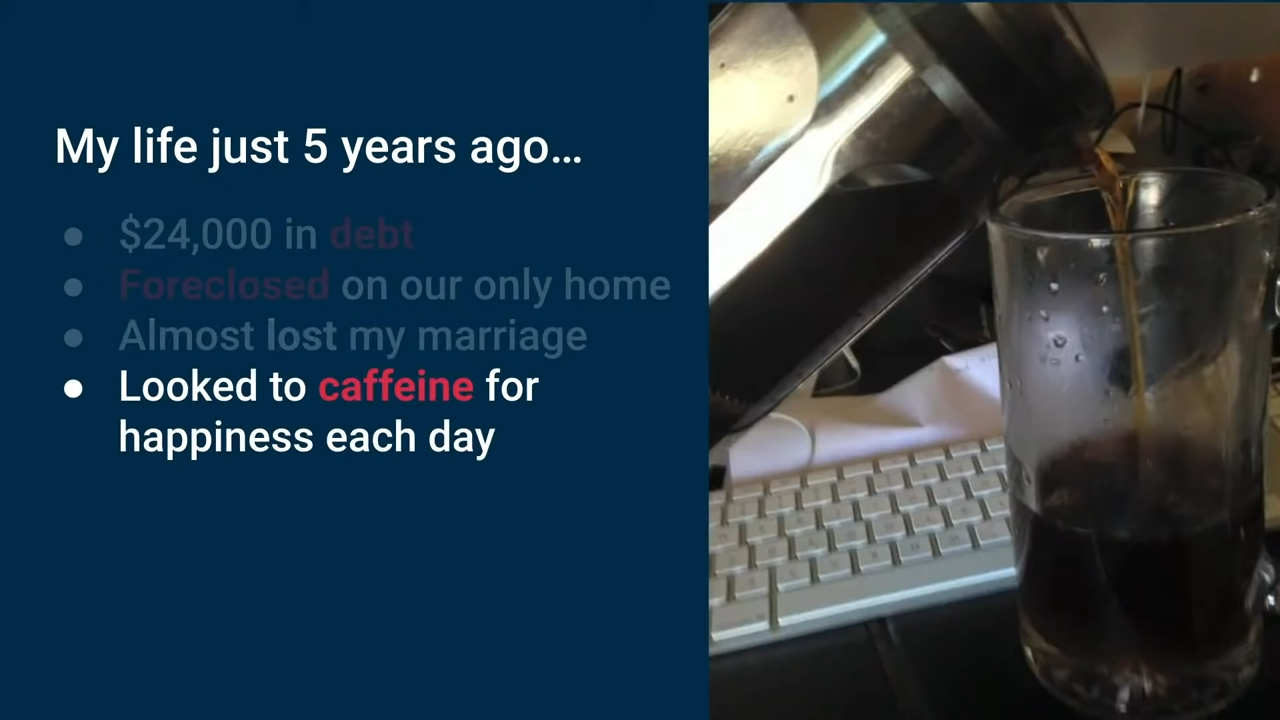 My life just 5 years ago...
● $24,000 in debt
● Foreclosed on our only home
● Almost lost my marriage
● Looked to caffeine for
happiness each day